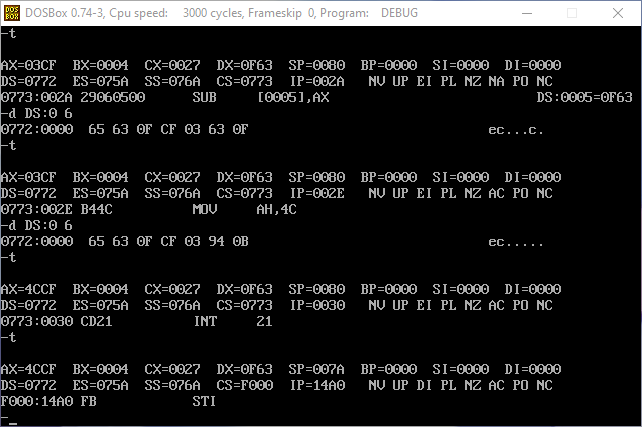 DOS BOX DOSBox 0.74-3, Cpu speed: 3000 cycles, Frameskip 0, Program: DEBUG
-t
AX=03CF BX=0004 CX=0027 DX=0F63 SP=0080 BP=0000 SI=0000 DI=0000
DS=0772 ES=075A SS=076A CS=0773 IP=002A NV UP EI PL NZ NA PO NC
0773:002A 29060500 SUB [0005],AX DS:0005=0F63
-d DS:0 6
0772:0000 65 63 0F CF 03 63 0F ec...c.
-t
AX=03CF BX=0004 CX=0027 DX=0F63 SP=0080 BP=0000 SI=0000 DI=0000
DS=0772 ES=075A SS=076A CS=0773 IP=002E NV UP EI PL NZ AC PO NC
0773:002E B44C MOV AH,4C
-d DS:0 6
0772:0000 65 63 0F CF 03 94 0B ec.....
-t
AX=4CCF BX=0004 CX=0027 DX=0F63 SP=0080 BP=0000 SI=0000 DI=0000
DS=0772 ES=075A SS=076A CS=0773 IP=0030 NV UP EI PL NZ AC PO NC
0773:0030 CD21 INT 21
-t
AX=4CCF BX=0004 CX=0027 DX=0F63 SP=007A BP=0000 SI=0000 DI=0000
DS=0772 ES=075A SS=076A CS=F000 IP=14A0 NV UP DI PL NZ AC PO NC
F000:14A0 FB STI
-_